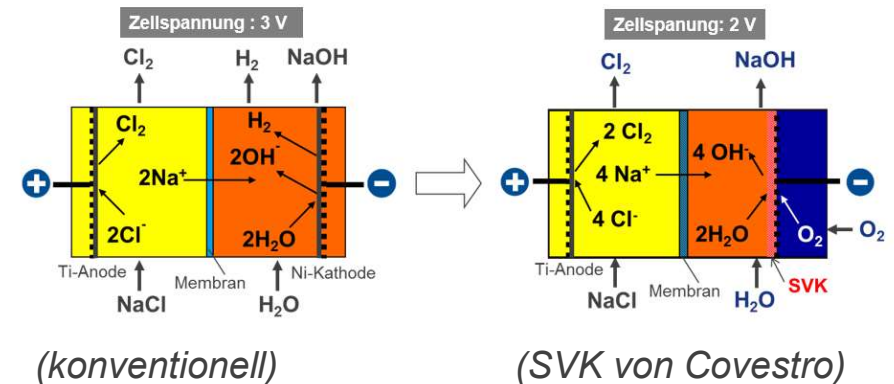 Zellspannung : 3 V
Cl2 H2 NaOH
Cl2
H2
2OH-
2Na+
2Cl-
2H2O
+
-
Ti-Anode
Membran
Ni-Kathode
NaCl
H2O
(konventionell)
Zellspanung: 2 V
Cl2 NaOH
2 Cl2
4 OH-
4 Na+
4 Cl-
2H2O
O2
O2
+
-
Ti-Anode
Membran
SVK
NaCl
H2O
(SVK von Covestro)